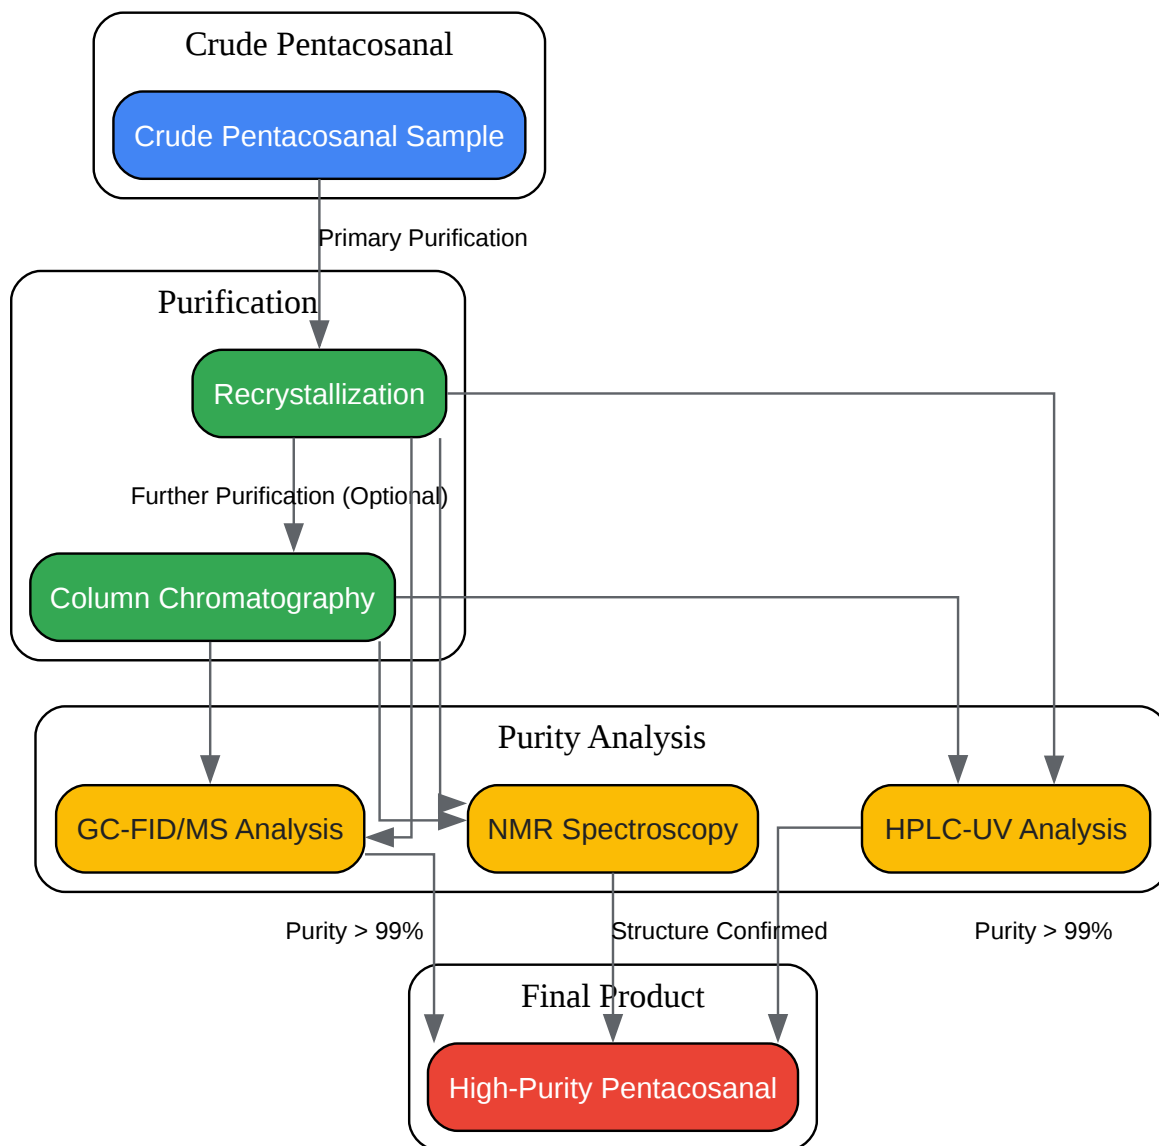 Crude Pentacosanal
Crude Pentacosanal Sample
Primary Purification
Purification
Recrystallization
Further Purification (Optional)
Column Chromatography
Purity Analysis
GC-FID/MS Analysis
NMR Spectroscopy
HPLC-UV Analysis
Purity > 99%
Structure Confirmed
Purity > 99%
Final Product
High-Purity Pentacosanal